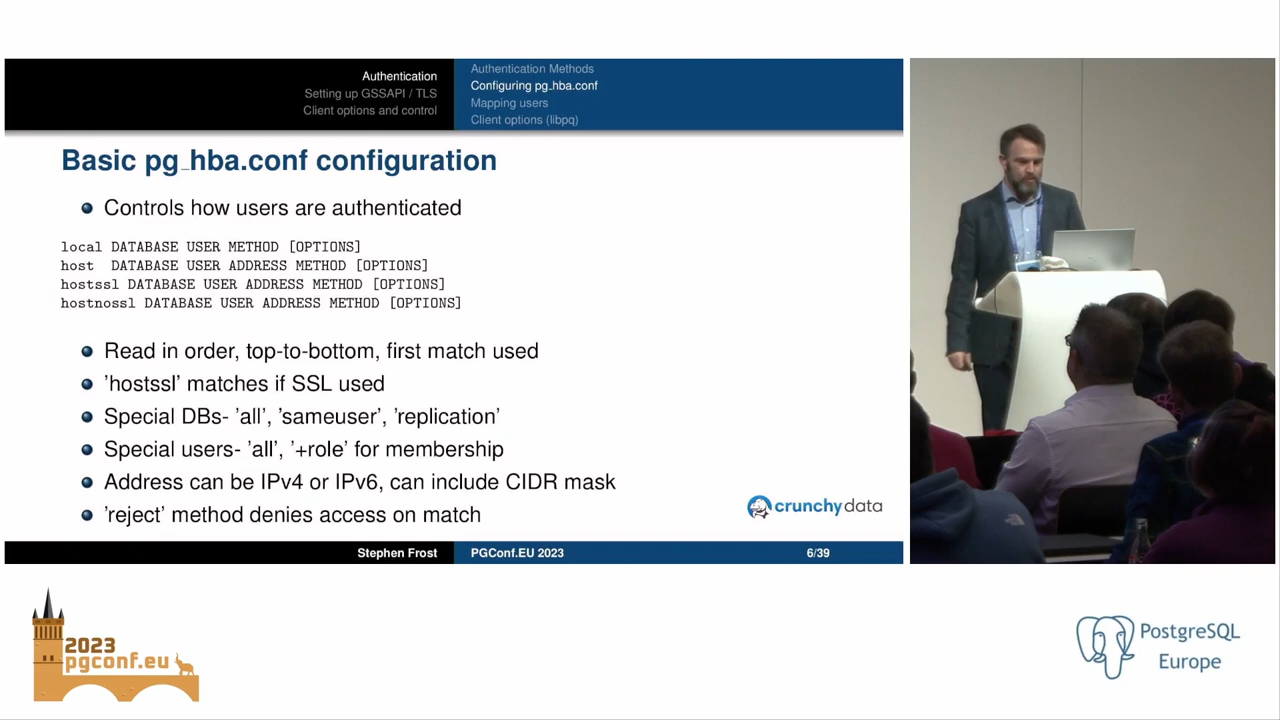 Authentication
Setting up GSSAPI / TLS
Client options and control
Authentication Methods
Configuring pg_hba.conf
Mapping users
Client options (libpq)
Basic pg_hba.conf configuration
Controls how users are authenticated
local DATABASE USER METHOD [OPTIONS]
host  DATABASE USER ADDRESS METHOD [OPTIONS]
hostssl DATABASE USER ADDRESS METHOD [OPTIONS]
hostnossl DATABASE USER ADDRESS METHOD [OPTIONS]
Read in order, top-to-bottom, first match used
'hostssl' matches if SSL used
Special DBs- 'all', 'sameuser', 'replication'
Special users- 'all', '+role' for membership
Address can be IPv4 or IPv6, can include CIDR mask
'reject' method denies access on match
crunchydata
Stephen Frost
PGConf.EU 2023
6/39
2023
pgconf.eu
PostgreSQL
Europe